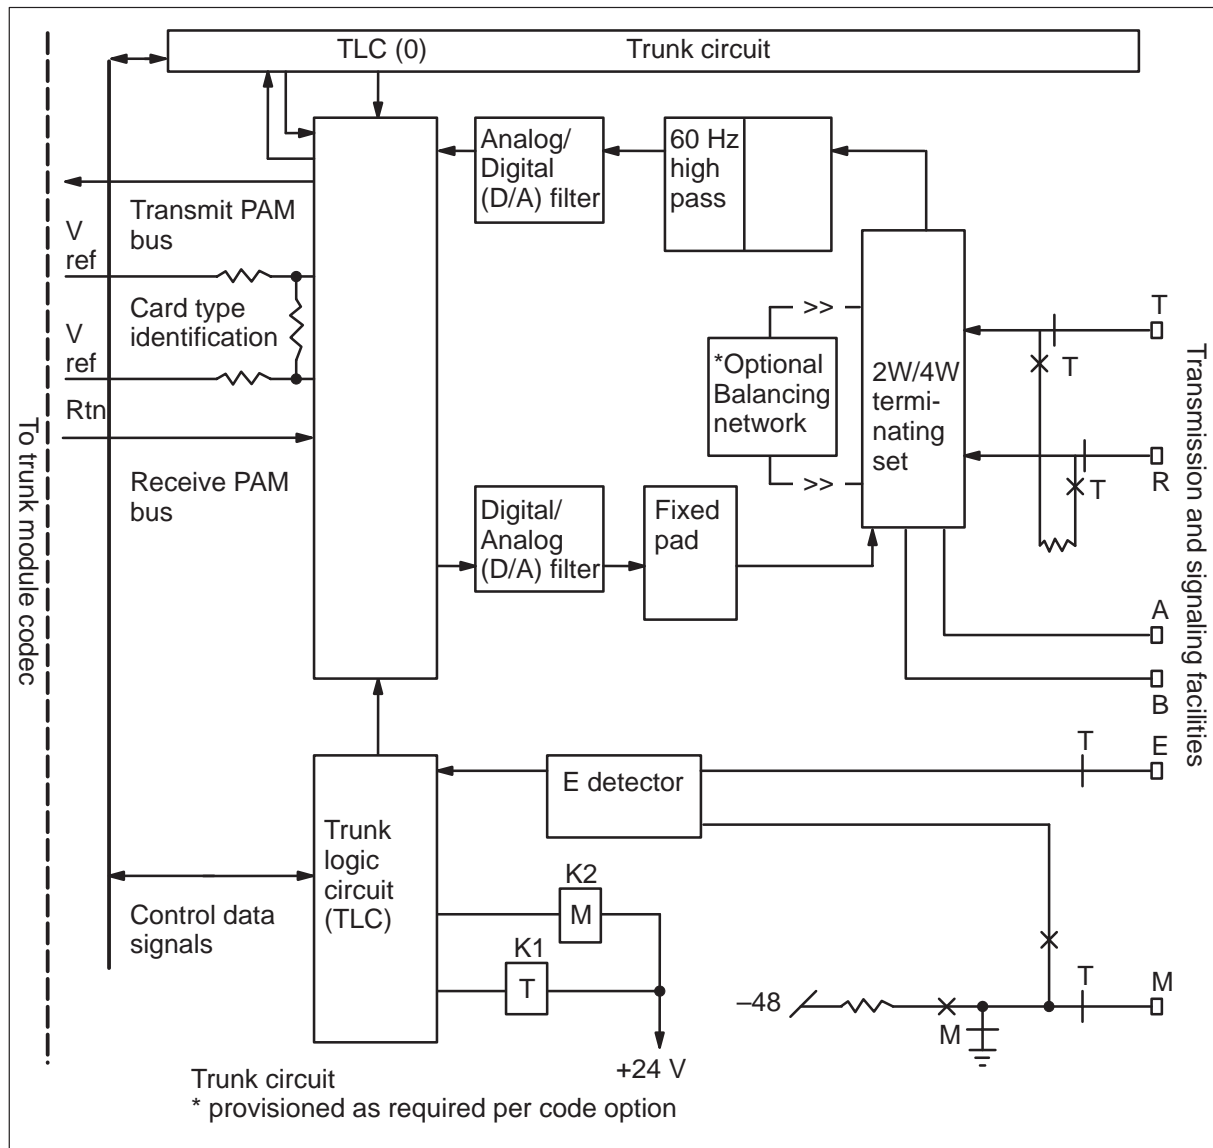 TLC (0) Trunk circuit
Analog/
Digital
(D/A) filter
60 Hz
high
pass
Transmit PAM
bus
V
ref
Card type
identification
V
ref
Rtn
Receive PAM
bus
*Optional
Balancing
network
>>
>>
2W/4W
termi-
nating
set
T
T
R
T
Digital/
Analog
(D/A) filter
Fixed
pad
A
B
E
T
E detector
Trunk
logic
circuit
(TLC)
K2
M
K1
T
Control data
signals
–48
M
T
M
+24 V
To trunk module codec
Transmission and signaling facilities
Trunk circuit
* provisioned as required per code option